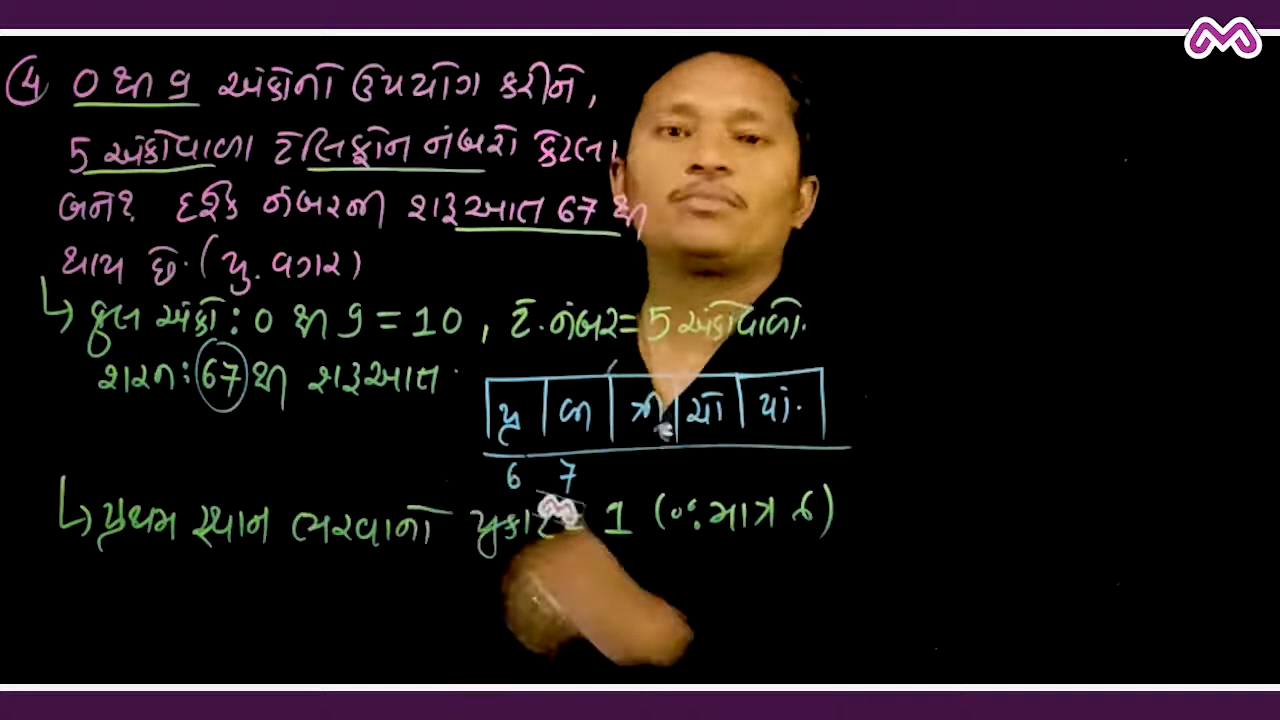 ④ 0 થી 9 અંકોનો ઉપયોગ કરીને,
5 અંકોવાળા ટેલિફોન નંબરો કેટલા
બને? દરેક નંબરની શરૂઆત 67 થી
થાય છે. (પુ. વગર)
↳ કુલ અંકો : 0 થી 9 = 10 , ટે. નંબર = 5 અંકોવાળો.
શરત : 67 થી શરૂઆત
પ્ર બી ત્રી ચો પાં.
6 7
↳ પ્રથમ સ્થાન ભરવાનો = 1 (∵ માત્ર 6)